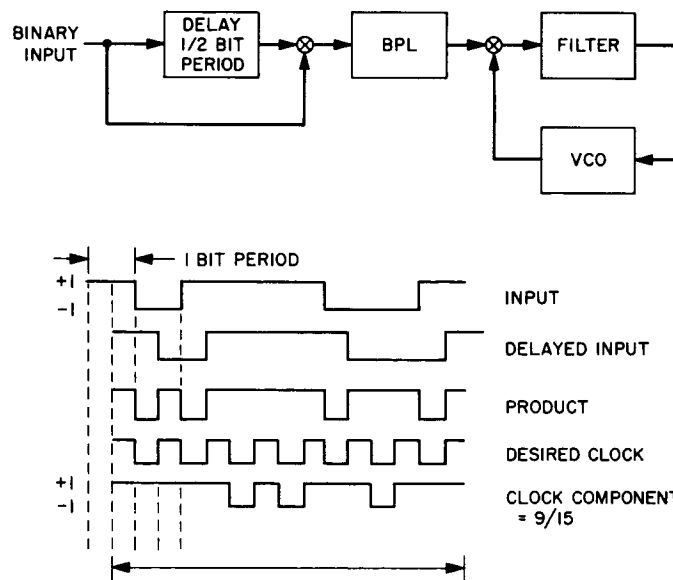 BINARY
INPUT
DELAY
1/2 BIT
PERIOD
BPL
FILTER
VCO
1 BIT PERIOD
+1
-1
INPUT
DELAYED INPUT
PRODUCT
DESIRED CLOCK
+1
-1
CLOCK COMPONENT
= 9/15